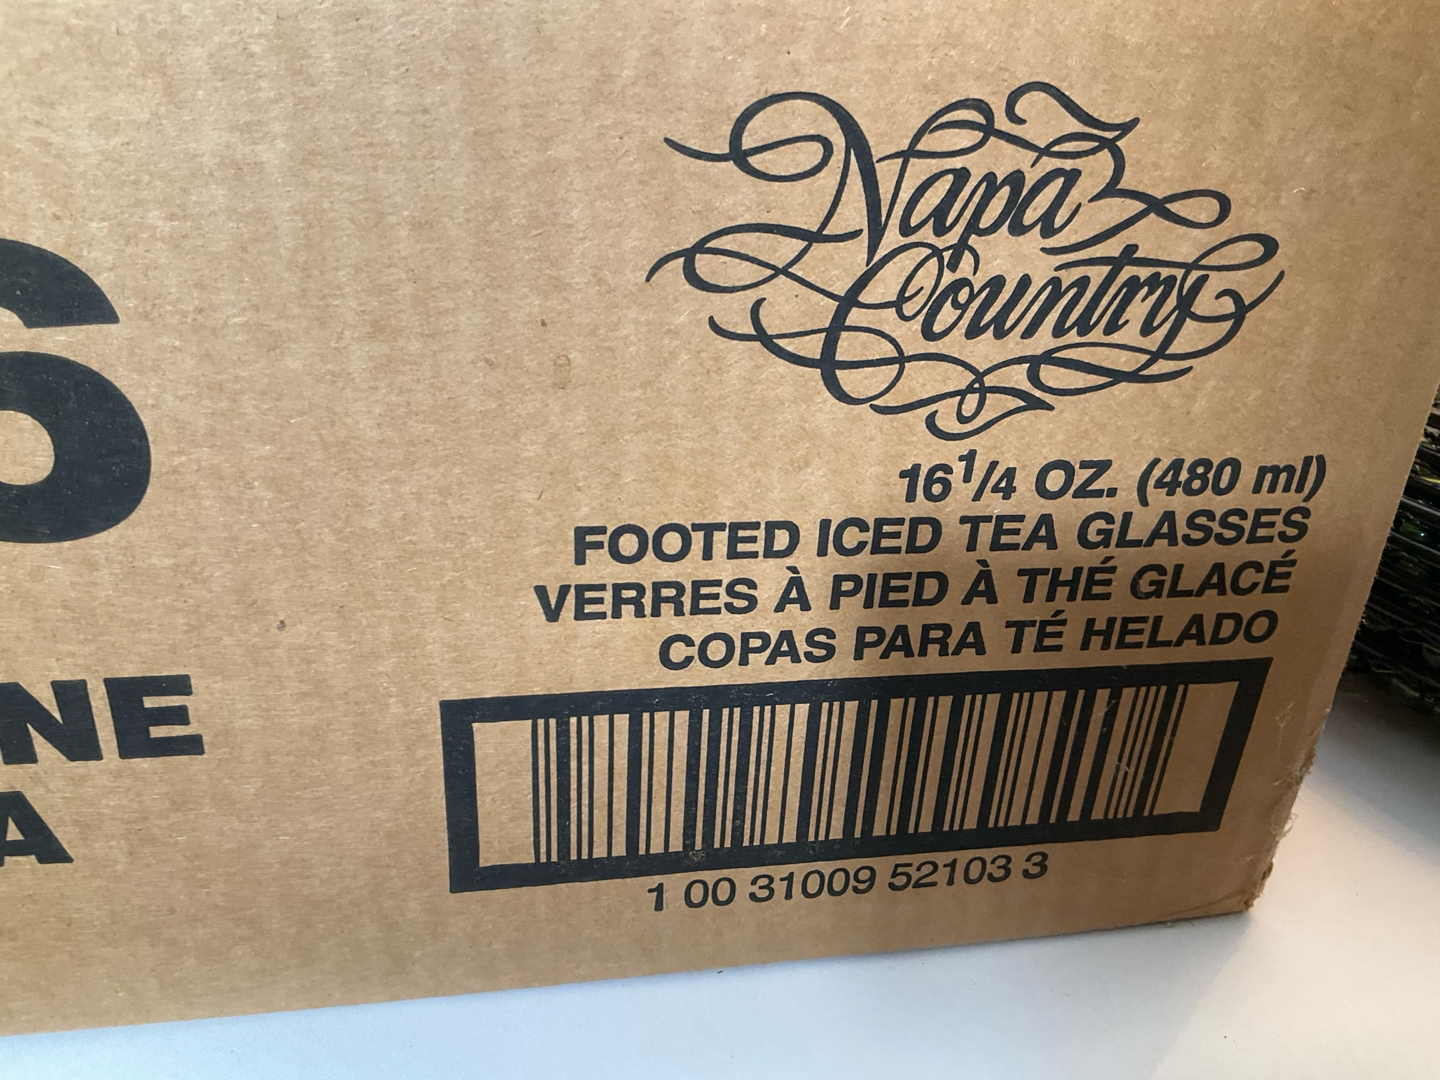 Napa
Country
16 1/4 OZ. (480 ml)
FOOTED ICED TEA GLASSES
VERRES À PIED À THÉ GLACÉ
COPAS PARA TÉ HELADO
1 00 31009 52103 3